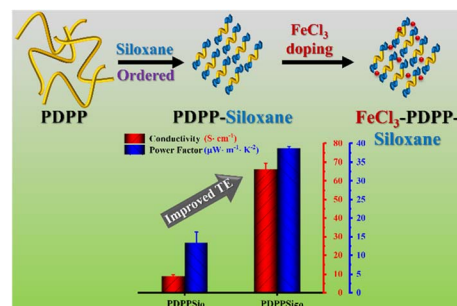 Siloxane
Ordered
FeCl3
doping
PDPP
PDPP-Siloxane
FeCl3-PDPP-
Siloxane
Conductivity (S· cm-1)
Power Factor (μW· m-1· K-2)
Improved TE
80
70
60
50
40
30
20
10
0
40
35
30
25
20
15
10
5
0
PDPPSi0
PDPPSi50